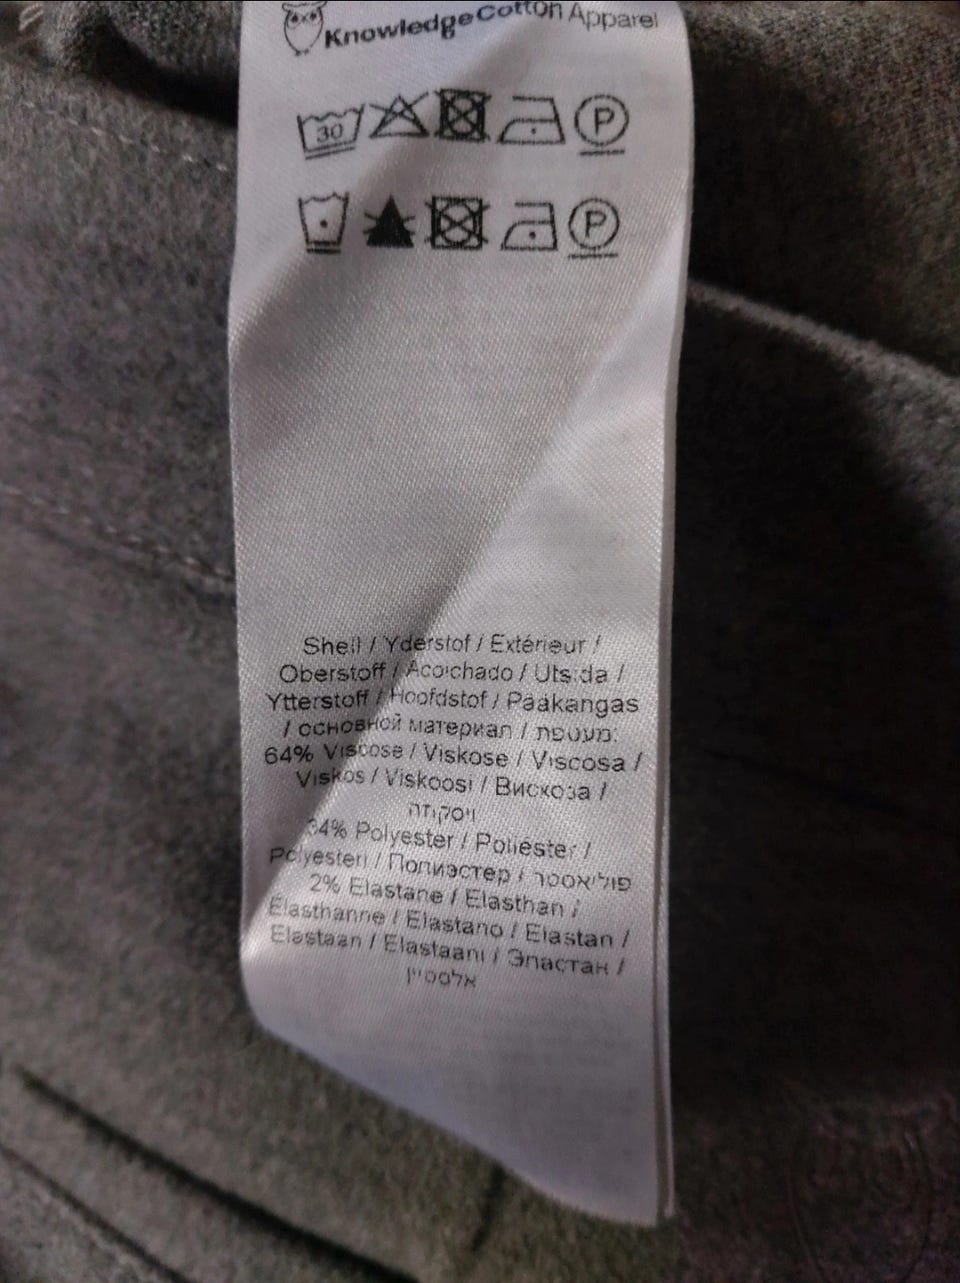 KnowledgeCotton Apparel
30 P
P
Shell / Yderstof / Extérieur /
Oberstoff / Acolchado / Utsida /
Ytterstoff / Hoofdstof / Pääkangas
/ основной материал / מעטפת:
64% Viscose / Viskose / Viscosa /
Viskos / Viskoosi / Вискоза /
ויסקוזה
34% Polyester / Poliéster /
Polyesteri / Полиэстер / פוליאסטר
2% Elastane / Elasthan /
Elasthanne / Elastano / Elastan /
Elastaan / Elastaani / Эластан /
אלסטיין